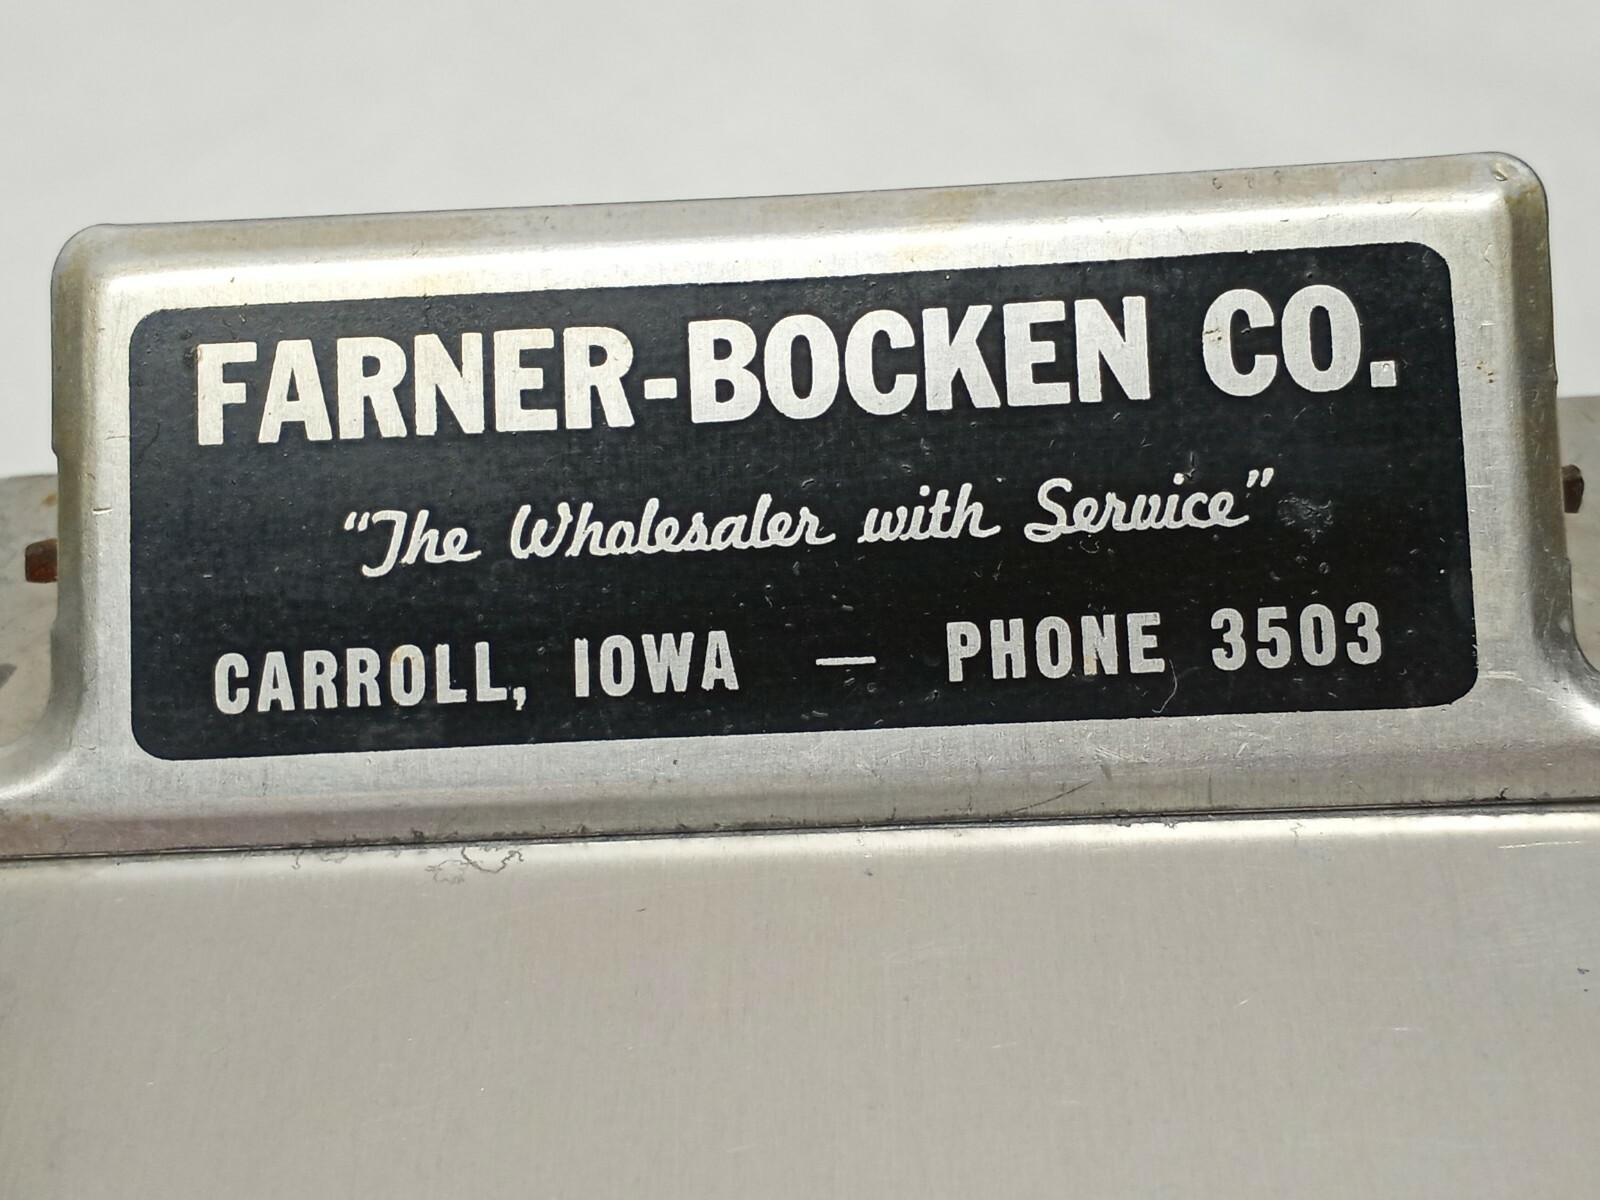 FARNER-BOCKEN CO.
"The Wholesaler with Service"
CARROLL, IOWA — PHONE 3503